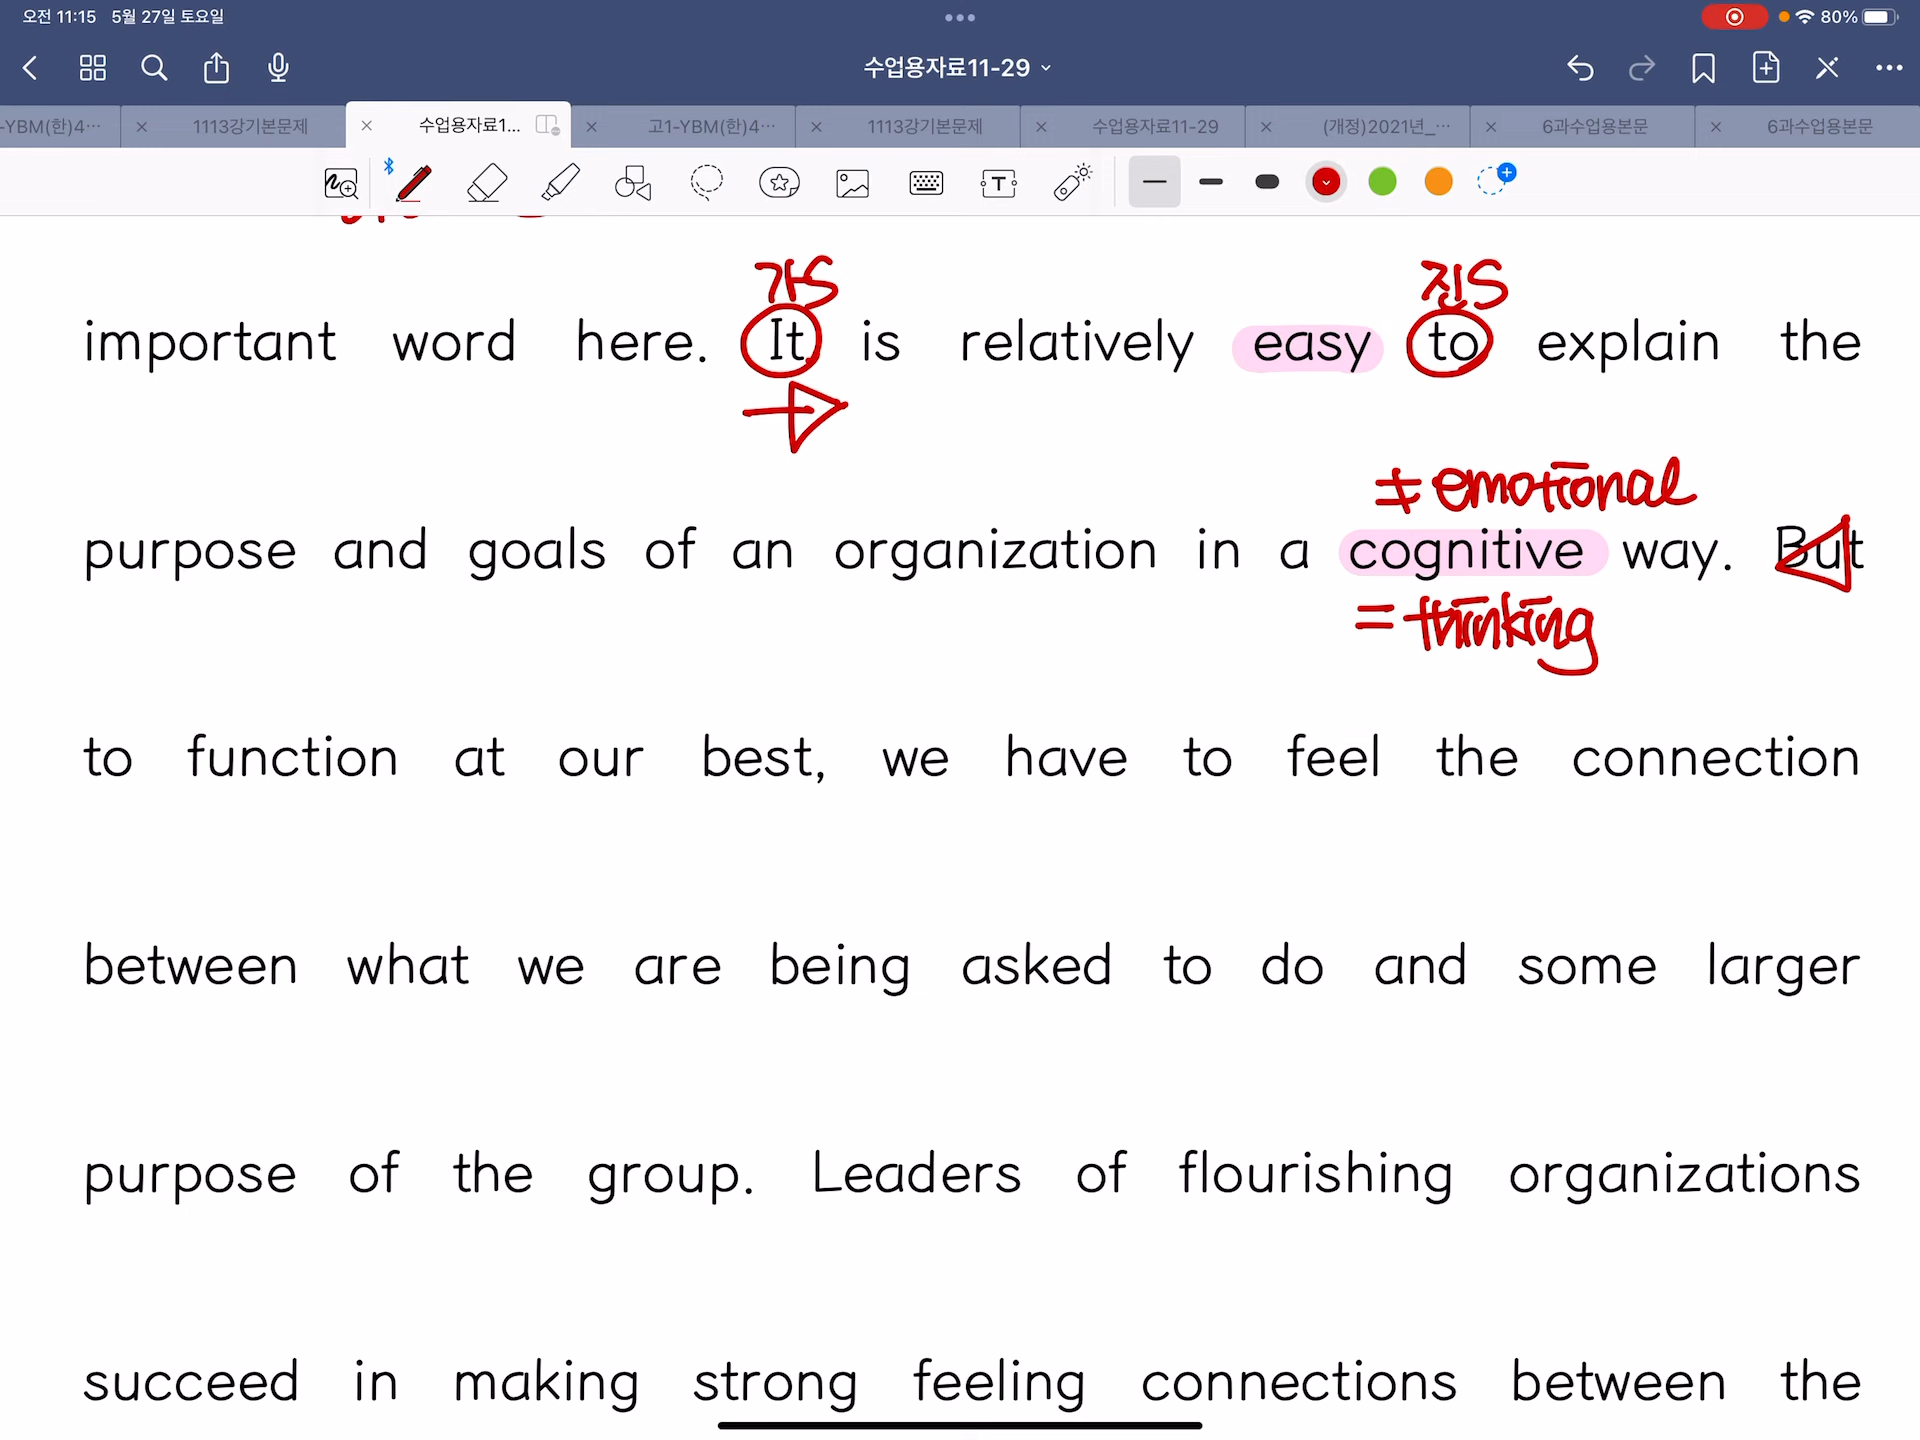 오전 11:15 5월 27일 토요일
80%
수업용자료11-29
-YBM(한)4… 1113강기본문제 수업용자료1... 고1-YBM(한)4… 1113강기본문제 수업용자료11-29 (개정)2021년_… 6과수업용본문 6과수업용본문
가S 진S
important word here. It is relatively easy to explain the
≠ emotional
purpose and goals of an organization in a cognitive way. But
= thinking
to function at our best, we have to feel the connection
between what we are being asked to do and some larger
purpose of the group. Leaders of flourishing organizations
succeed in making strong feeling connections between the